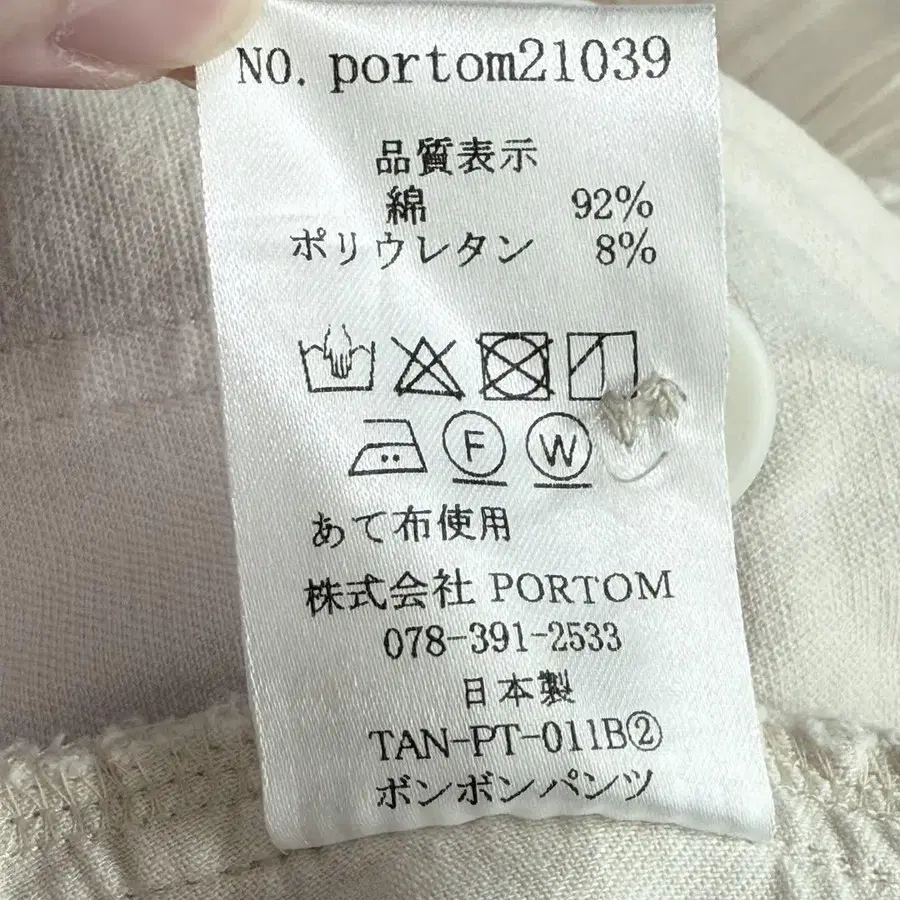 NO. portom21039
品質表示
綿 92%
ポリウレタン 8%
F W
あて布使用
株式会社 PORTOM
078-391-2533
日本製
TAN-PT-011B②
ボンボンパンツ